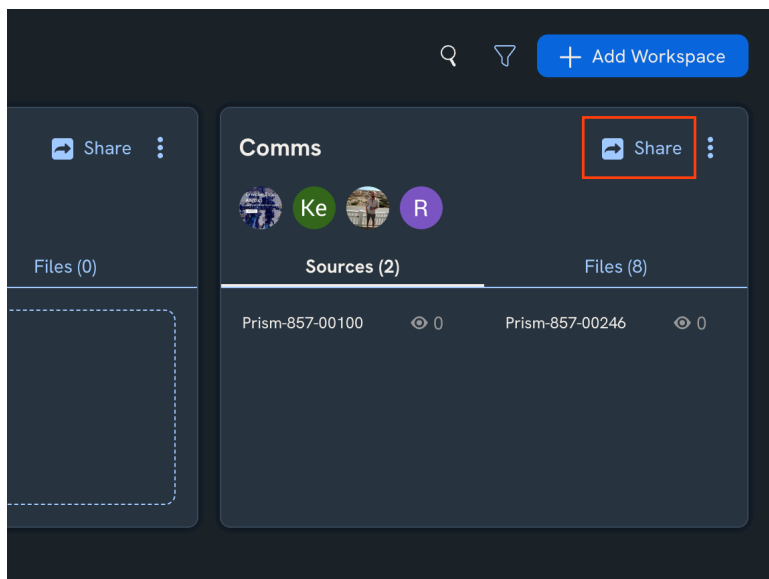 Add Workspace
Share
Files (0)
Comms
Share
Ke
R
Sources (2)
Files (8)
Prism-857-00100
0
Prism-857-00246
0